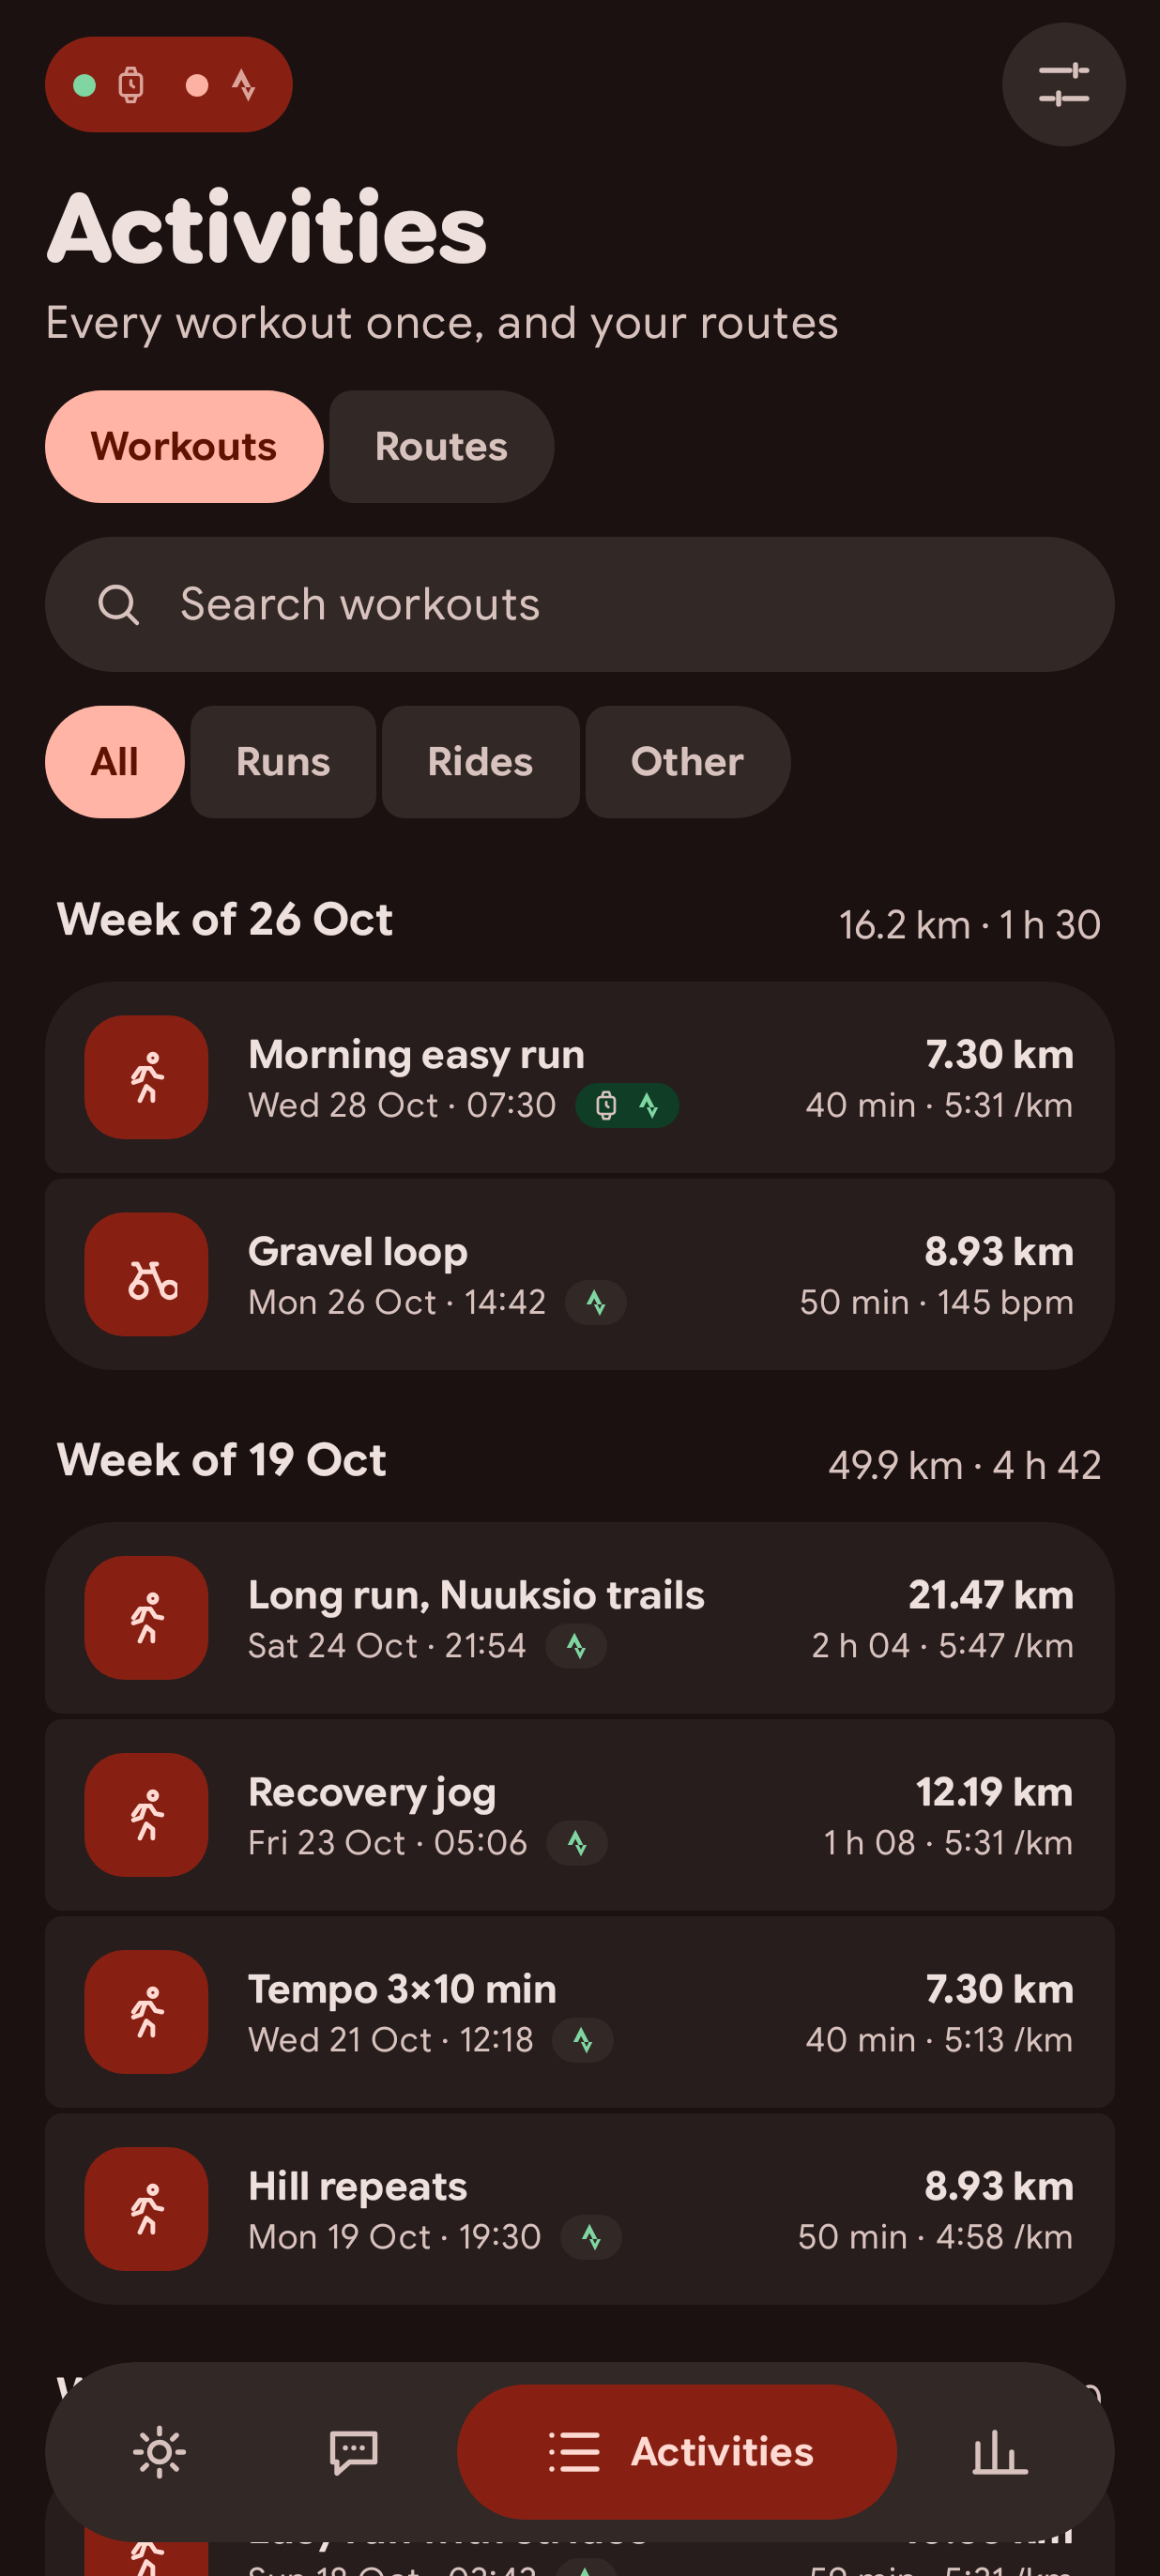 Activities
Every workout once, and your routes
Workouts Routes
Search workouts
All Runs Rides Other
Week of 26 Oct 16.2 km · 1 h 30
Morning easy run 7.30 km
Wed 28 Oct · 07:30 40 min · 5:31 /km
Gravel loop 8.93 km
Mon 26 Oct · 14:42 50 min · 145 bpm
Week of 19 Oct 49.9 km · 4 h 42
Long run, Nuuksio trails 21.47 km
Sat 24 Oct · 21:54 2 h 04 · 5:47 /km
Recovery jog 12.19 km
Fri 23 Oct · 05:06 1 h 08 · 5:31 /km
Tempo 3×10 min 7.30 km
Wed 21 Oct · 12:18 40 min · 5:13 /km
Hill repeats 8.93 km
Mon 19 Oct · 19:30 50 min · 4:58 /km
Activities